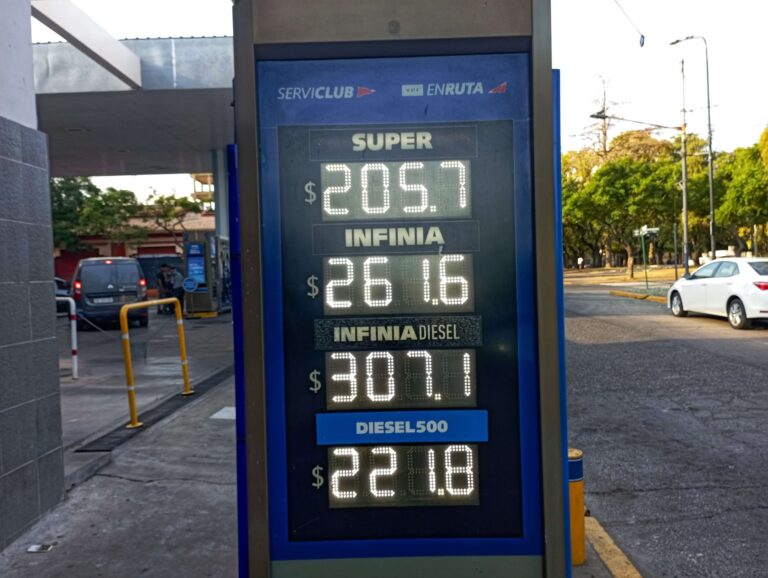 SERVICLUB YPF ENRUTA
SUPER
$ 205.7
INFINIA
$ 261.6
INFINIA DIESEL
$ 307.1
DIESEL500
$ 221.8